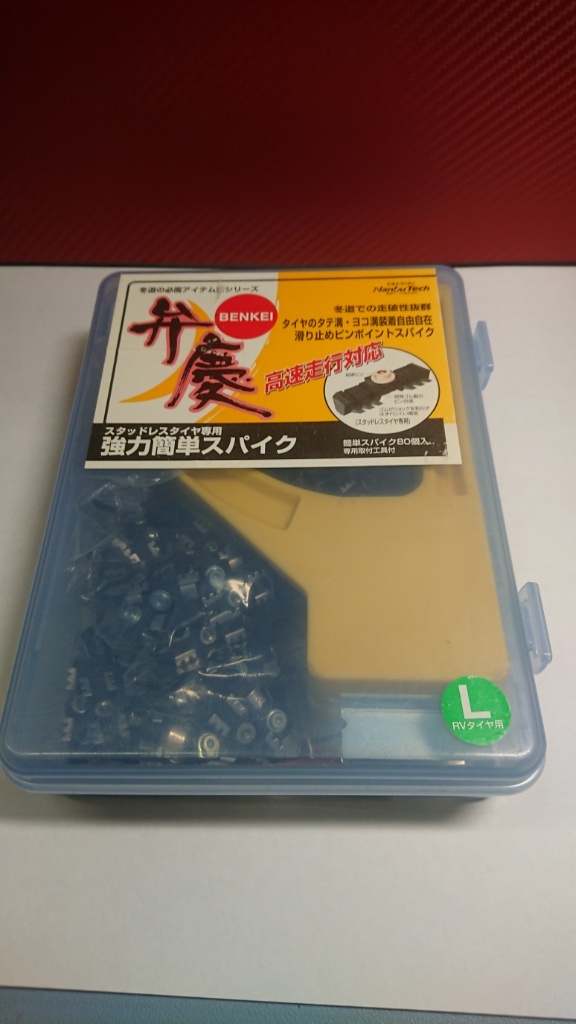 冬道の必需アイテム シリーズ
弁慶
BENKEI
NankaiTech
冬道での走破性抜群
タイヤのタテ溝・ヨコ溝装着自由自在
滑り止めピンポイントスパイク
高速走行対応
(スタッドレスタイヤ専用)
スタッドレスタイヤ専用
強力簡単スパイク
簡単スパイク80個入
専用取付工具付
L
RVタイヤ用